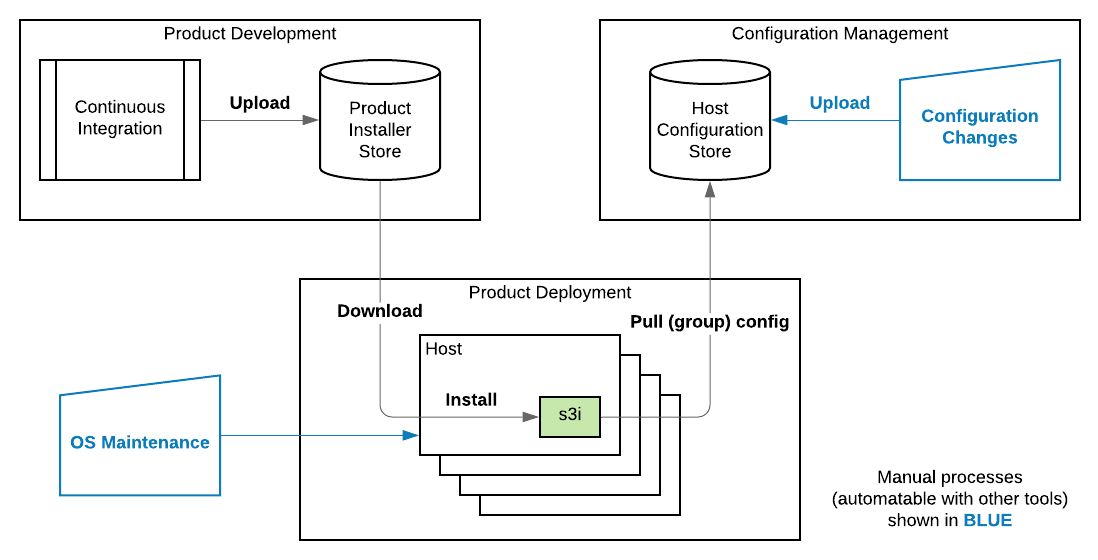 Product Development
Continuous
Integration
Upload
Product
Installer
Store
Configuration Management
Host
Configuration
Store
Upload
Configuration
Changes
Product Deployment
Download
Pull (group) config
Host
Install
s3i
OS Maintenance
Manual processes
(automatable with other tools)
shown in BLUE